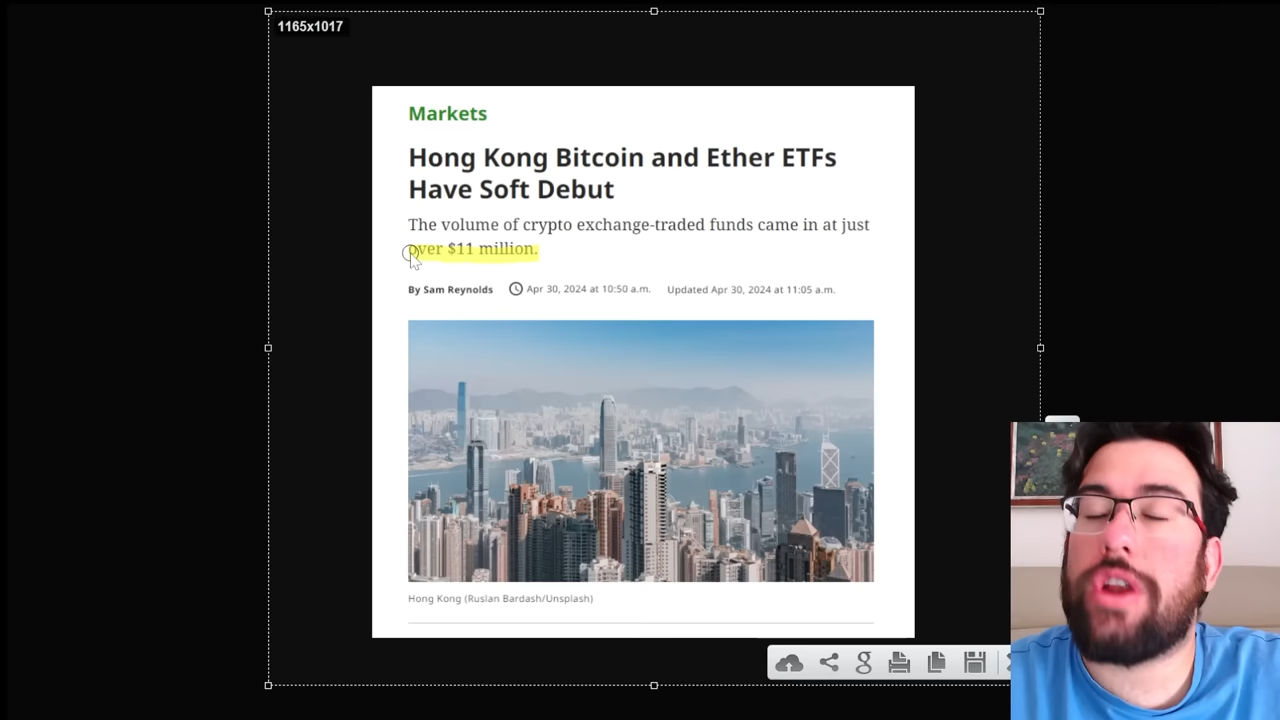 1165x1017
Markets
Hong Kong Bitcoin and Ether ETFs
Have Soft Debut
The volume of crypto exchange-traded funds came in at just
over $11 million.
By Sam Reynolds Apr 30, 2024 at 10:50 a.m. Updated Apr 30, 2024 at 11:05 a.m.
Hong Kong (Ruslan Bardash/Unsplash)